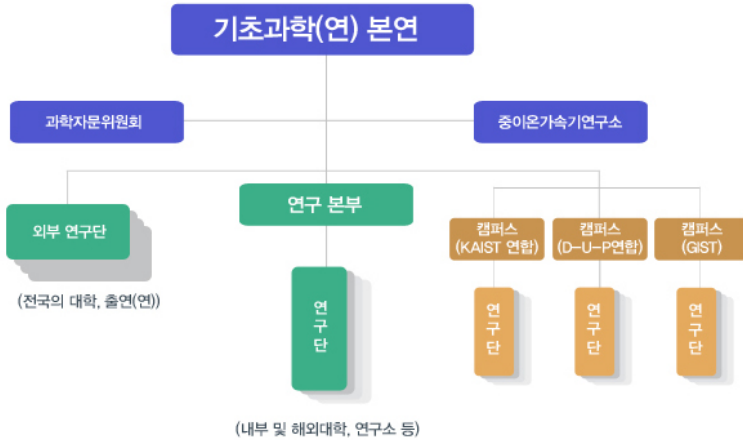 기초과학(연) 본연
과학자문위원회
중이온가속기연구소
외부 연구단
(전국의 대학, 출연(연))
연구 본부
연구단
(내부 및 해외대학, 연구소 등)
캠퍼스
(KAIST 연합)
캠퍼스
(D-U-P연합)
캠퍼스
(GIST)
연구단
연구단
연구단